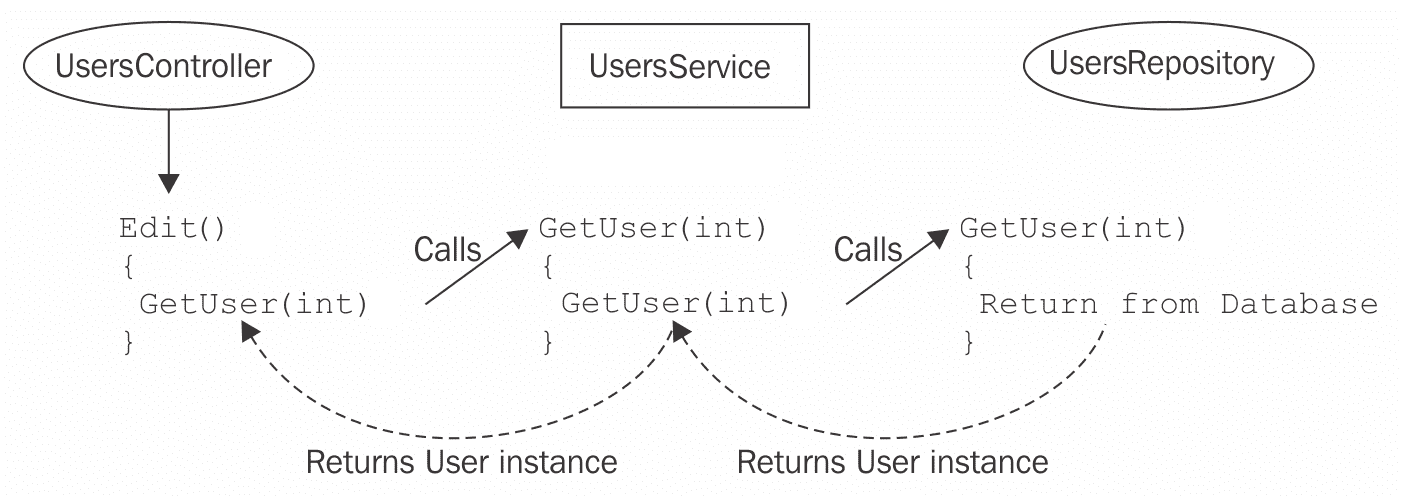 UsersController
UsersService
UsersRepository
Edit()
{
GetUser(int)
}
Calls
GetUser(int)
{
GetUser(int)
}
Calls
GetUser(int)
{
Return from Database
}
Returns User instance
Returns User instance